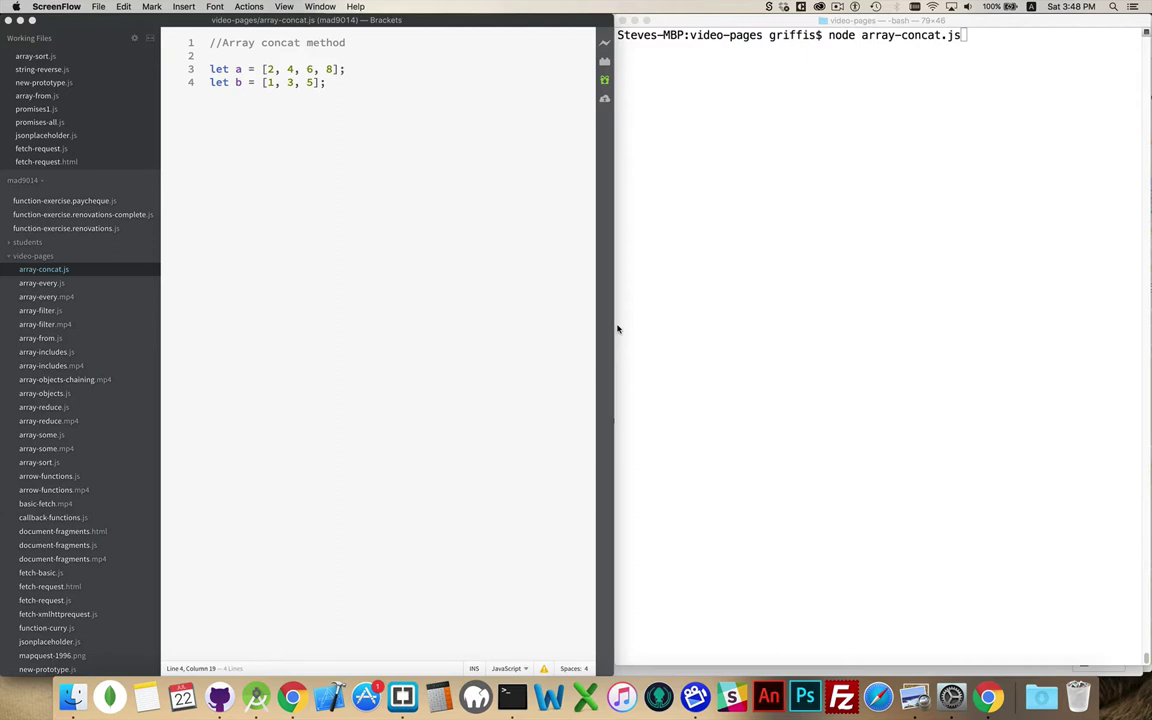 ScreenFlow File Edit Mark Insert Font Actions View Window Help 100% Sat 3:48 PM
video-pages/array-concat.js (mad9014) — Brackets
video-pages — -bash — 79×46
Working Files
array-sort.js
string-reverse.js
new-prototype.js
array-from.js
promises1.js
promises-all.js
jsonplaceholder.js
fetch-request.js
fetch-request.html
mad9014
function-exercise.paycheque.js
function-exercise.renovations-complete.js
function-exercise.renovations.js
students
video-pages
array-concat.js
array-every.js
array-every.mp4
array-filter.js
array-filter.mp4
array-from.js
array-includes.js
array-includes.mp4
array-objects-chaining.mp4
array-objects.js
array-reduce.js
array-reduce.mp4
array-some.js
array-some.mp4
array-sort.js
arrow-functions.js
arrow-functions.mp4
basic-fetch.mp4
callback-functions.js
document-fragments.html
document-fragments.js
document-fragments.mp4
fetch-basic.js
fetch-request.html
fetch-request.js
fetch-xmlhttprequest.js
function-curry.js
jsonplaceholder.js
mapquest-1996.png
new-prototype.js
1 //Array concat method
2
3 let a = [2, 4, 6, 8];
4 let b = [1, 3, 5];
Line 4, Column 19 — 4 Lines
INS JavaScript Spaces: 4
Steves-MBP:video-pages griffis$ node array-concat.js
JUL
22
1
An
Ps
Fz